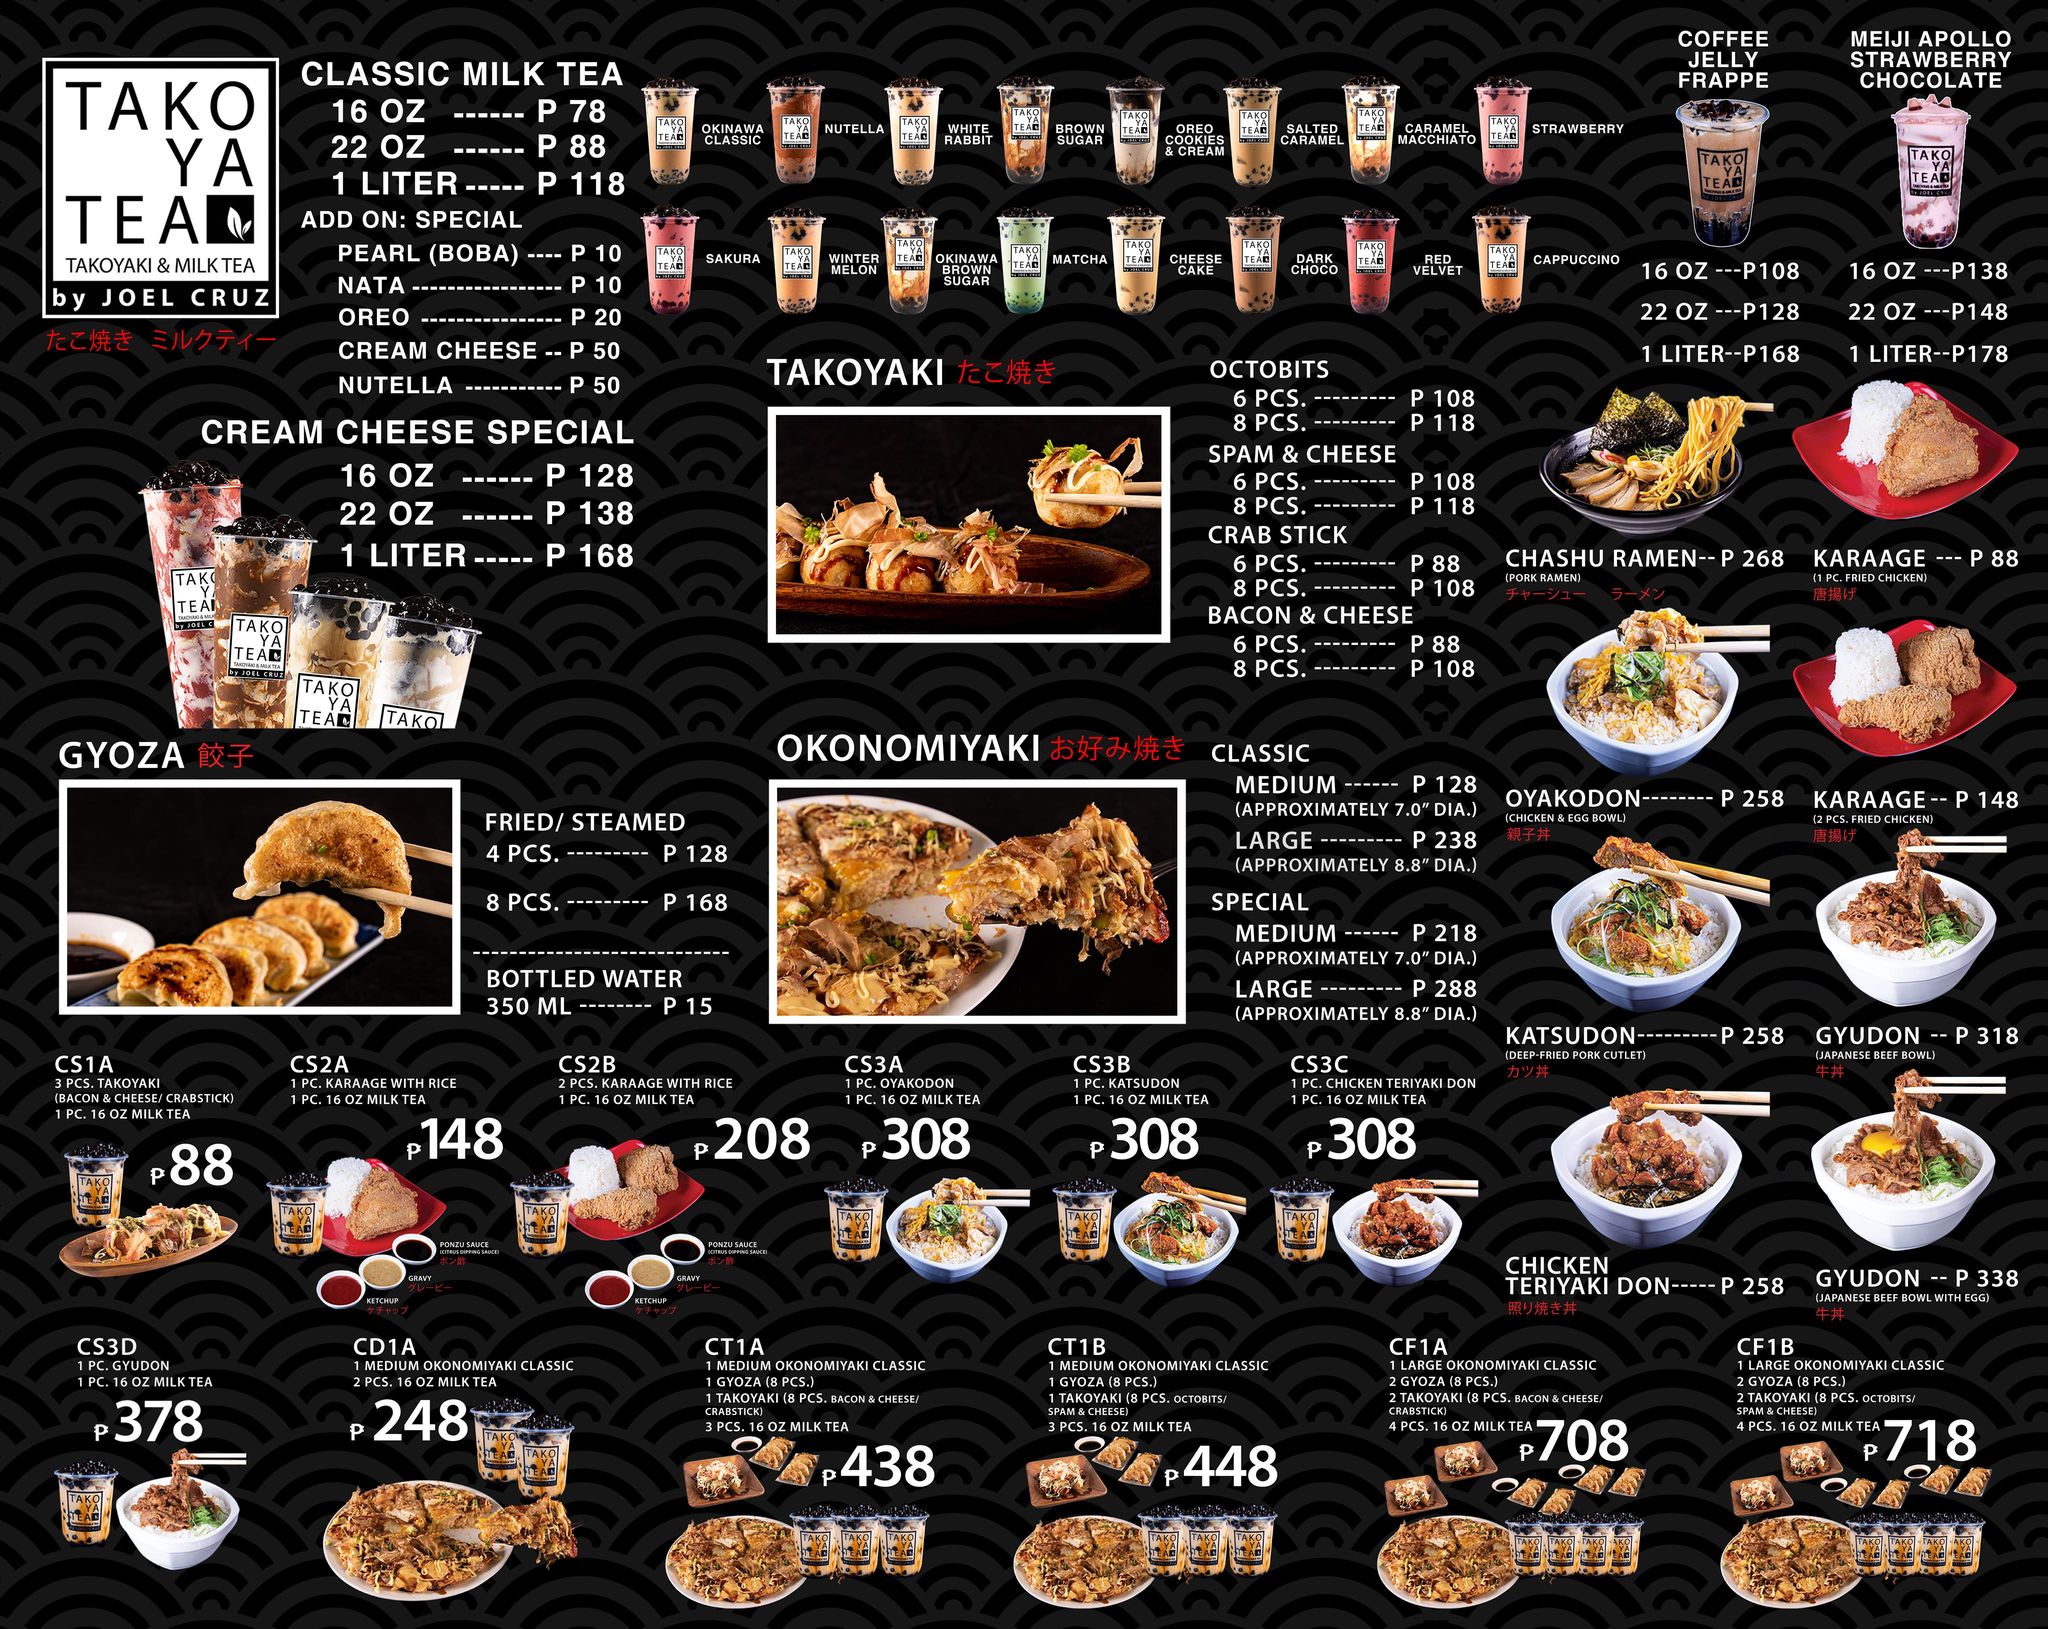 TAKO
YA
TEA
TAKOYAKI & MILK TEA
by JOEL CRUZ
たこ焼き ミルクティー
CLASSIC MILK TEA
16 OZ ------ P 78
22 OZ ------ P 88
1 LITER ----- P 118
ADD ON: SPECIAL
PEARL (BOBA) ---- P 10
NATA ----------------- P 10
OREO ---------------- P 20
CREAM CHEESE -- P 50
NUTELLA ----------- P 50
OKINAWA CLASSIC
NUTELLA
WHITE RABBIT
BROWN SUGAR
OREO COOKIES & CREAM
SALTED CARAMEL
CARAMEL MACCHIATO
STRAWBERRY
SAKURA
WINTER MELON
OKINAWA BROWN SUGAR
MATCHA
CHEESE CAKE
DARK CHOCO
RED VELVET
CAPPUCCINO
COFFEE
JELLY
FRAPPE
16 OZ ---P108
22 OZ ---P128
1 LITER--P168
MEIJI APOLLO
STRAWBERRY
CHOCOLATE
16 OZ ---P138
22 OZ ---P148
1 LITER--P178
CREAM CHEESE SPECIAL
16 OZ ------ P 128
22 OZ ------ P 138
1 LITER ----- P 168
TAKOYAKI たこ焼き
OCTOBITS
6 PCS. --------- P 108
8 PCS. --------- P 118
SPAM & CHEESE
6 PCS. --------- P 108
8 PCS. --------- P 118
CRAB STICK
6 PCS. --------- P 88
8 PCS. --------- P 108
BACON & CHEESE
6 PCS. --------- P 88
8 PCS. --------- P 108
CHASHU RAMEN-- P 268
(PORK RAMEN)
チャーシュー ラーメン
KARAAGE --- P 88
(1 PC. FRIED CHICKEN)
唐揚げ
OYAKODON-------- P 258
(CHICKEN & EGG BOWL)
親子丼
KARAAGE -- P 148
(2 PCS. FRIED CHICKEN)
唐揚げ
KATSUDON--------- P 258
(DEEP-FRIED PORK CUTLET)
カツ丼
GYUDON -- P 318
(JAPANESE BEEF BOWL)
牛丼
CHICKEN
TERIYAKI DON----- P 258
照り焼き丼
GYUDON -- P 338
(JAPANESE BEEF BOWL WITH EGG)
牛丼
GYOZA 餃子
FRIED/ STEAMED
4 PCS. --------- P 128
8 PCS. --------- P 168
BOTTLED WATER
350 ML -------- P 15
OKONOMIYAKI お好み焼き
CLASSIC
MEDIUM ------ P 128
(APPROXIMATELY 7.0” DIA.)
LARGE --------- P 238
(APPROXIMATELY 8.8” DIA.)
SPECIAL
MEDIUM ------ P 218
(APPROXIMATELY 7.0” DIA.)
LARGE --------- P 288
(APPROXIMATELY 8.8” DIA.)
CS1A
3 PCS. TAKOYAKI
(BACON & CHEESE/ CRABSTICK)
1 PC. 16 OZ MILK TEA
₱88
CS2A
1 PC. KARAAGE WITH RICE
1 PC. 16 OZ MILK TEA
₱148
PONZU SAUCE
(CITRUS DIPPING SAUCE)
ポン酢
GRAVY
グレービー
KETCHUP
ケチャップ
CS2B
2 PCS. KARAAGE WITH RICE
1 PC. 16 OZ MILK TEA
₱208
PONZU SAUCE
(CITRUS DIPPING SAUCE)
ポン酢
GRAVY
グレービー
KETCHUP
ケチャップ
CS3A
1 PC. OYAKODON
1 PC. 16 OZ MILK TEA
₱308
CS3B
1 PC. KATSUDON
1 PC. 16 OZ MILK TEA
₱308
CS3C
1 PC. CHICKEN TERIYAKI DON
1 PC. 16 OZ MILK TEA
₱308
CS3D
1 PC. GYUDON
1 PC. 16 OZ MILK TEA
₱378
CD1A
1 MEDIUM OKONOMIYAKI CLASSIC
2 PCS. 16 OZ MILK TEA
₱248
CT1A
1 MEDIUM OKONOMIYAKI CLASSIC
1 GYOZA (8 PCS.)
1 TAKOYAKI (8 PCS. BACON & CHEESE/
CRABSTICK)
3 PCS. 16 OZ MILK TEA
₱438
CT1B
1 MEDIUM OKONOMIYAKI CLASSIC
1 GYOZA (8 PCS.)
1 TAKOYAKI (8 PCS. OCTOBITS/
SPAM & CHEESE)
3 PCS. 16 OZ MILK TEA
₱448
CF1A
1 LARGE OKONOMIYAKI CLASSIC
2 GYOZA (8 PCS.)
2 TAKOYAKI (8 PCS. BACON & CHEESE/
CRABSTICK)
4 PCS. 16 OZ MILK TEA
₱708
CF1B
1 LARGE OKONOMIYAKI CLASSIC
2 GYOZA (8 PCS.)
2 TAKOYAKI (8 PCS. OCTOBITS/
SPAM & CHEESE)
4 PCS. 16 OZ MILK TEA
₱718